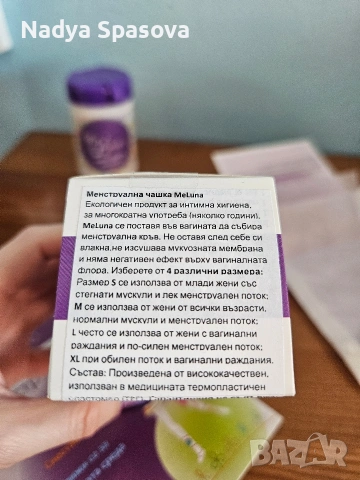 Nadya Spasova
Менструална чашка MeLuna
Екологичен продукт за интимна хигиена,
за многократна употреба (няколко години).
MeLuna се поставя във вагината да събира
менструална кръв. Не оставя след себе си
влакна,не изсушава мукузната мембрана
и няма негативен ефект върху вагиналната
флора. Изберете от 4 различни размера:
Размер S се използва от млади жени със
стегнати мускули и лек менструален поток;
M се използва от жени от всички възрасти,
нормални мускули и менструален поток;
L често се използва от жени с вагинални
раждания и по-силен менструален поток;
XL при обилен поток и вагинални раждания.
Състав: Произведена от висококачествен,
използван в медицината термопластичен
BAZAR